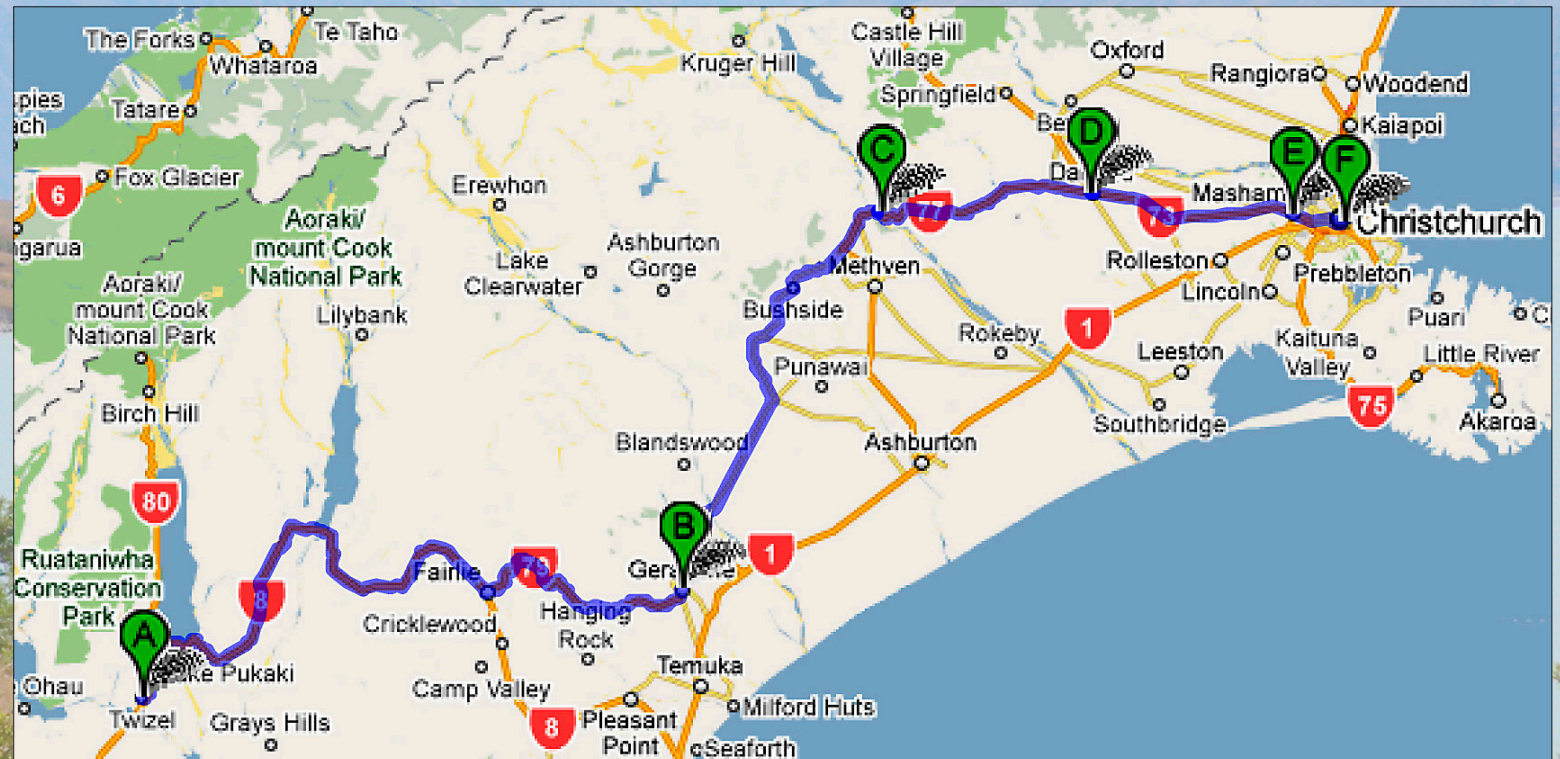 The Forks
Te Taho
Whataroa
Tatare
Fox Glacier
6
Aoraki/
mount Cook
National Park
Aoraki/
mount Cook
National Park
Birch Hill
80
Lilybank
Erewhon
Lake
Clearwater
Ashburton
Gorge
Kruger Hill
Castle Hill
Village
Springfield
Oxford
Rangiora
Woodend
Kaiapoi
C
D
E
F
77
73
Masham
Christchurch
Rolleston
Prebbleton
Lincoln
Methven
Bushside
Rokeby
1
Punawai
Leeston
Kaituna
Valley
Puari
Little River
75
Akaroa
Southbridge
Ashburton
Blandswood
B
1
79
Fairlie
Hanging
Rock
Cricklewood
Camp Valley
8
Ruataniwha
Conservation
Park
8
A
Twizel
Grays Hills
Ohau
Temuka
Milford Huts
Pleasant
Point
Seaforth